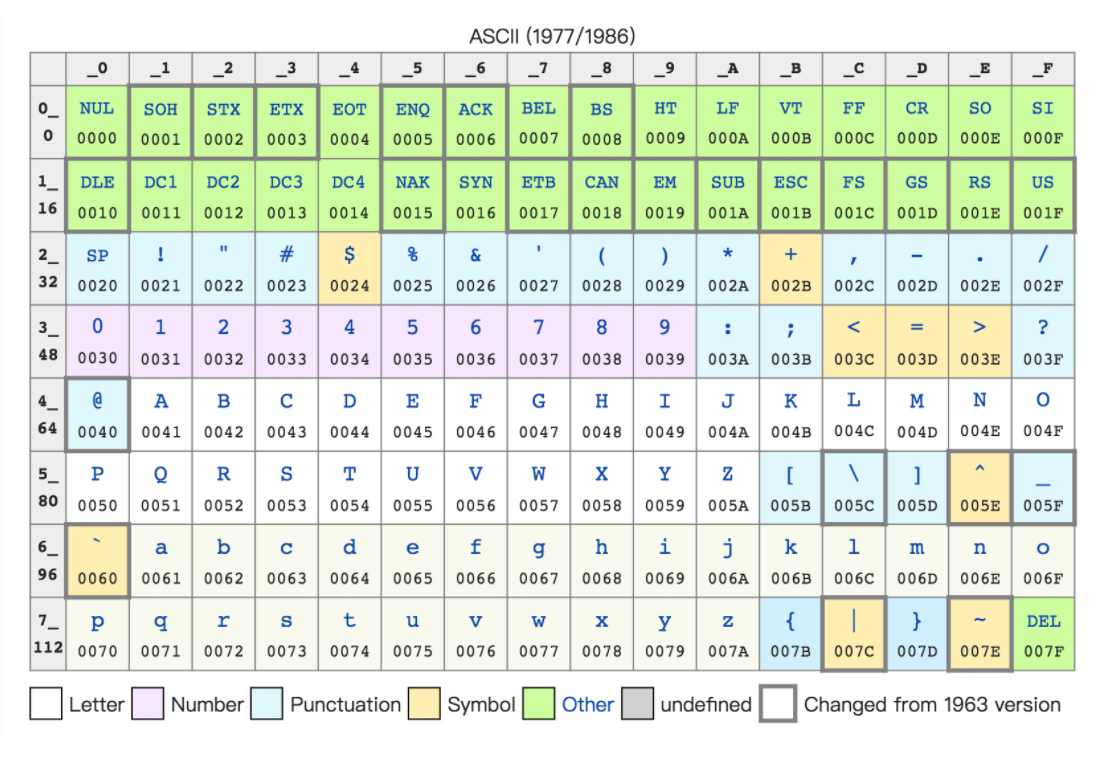 ASCII (1977/1986)
_0 _1 _2 _3 _4 _5 _6 _7 _8 _9 _A _B _C _D _E _F
0_ NUL SOH STX ETX EOT ENQ ACK BEL BS HT LF VT FF CR SO SI
0 0000 0001 0002 0003 0004 0005 0006 0007 0008 0009 000A 000B 000C 000D 000E 000F
1_ DLE DC1 DC2 DC3 DC4 NAK SYN ETB CAN EM SUB ESC FS GS RS US
16 0010 0011 0012 0013 0014 0015 0016 0017 0018 0019 001A 001B 001C 001D 001E 001F
2_ SP ! " # $ % & ' ( ) * + , - . /
32 0020 0021 0022 0023 0024 0025 0026 0027 0028 0029 002A 002B 002C 002D 002E 002F
3_ 0 1 2 3 4 5 6 7 8 9 : ; < = > ?
48 0030 0031 0032 0033 0034 0035 0036 0037 0038 0039 003A 003B 003C 003D 003E 003F
4_ @ A B C D E F G H I J K L M N O
64 0040 0041 0042 0043 0044 0045 0046 0047 0048 0049 004A 004B 004C 004D 004E 004F
5_ P Q R S T U V W X Y Z [ \ ] ^ _
80 0050 0051 0052 0053 0054 0055 0056 0057 0058 0059 005A 005B 005C 005D 005E 005F
6_ ` a b c d e f g h i j k l m n o
96 0060 0061 0062 0063 0064 0065 0066 0067 0068 0069 006A 006B 006C 006D 006E 006F
7_ p q r s t u v w x y z { | } ~ DEL
112 0070 0071 0072 0073 0074 0075 0076 0077 0078 0079 007A 007B 007C 007D 007E 007F
Letter Number Punctuation Symbol Other undefined Changed from 1963 version